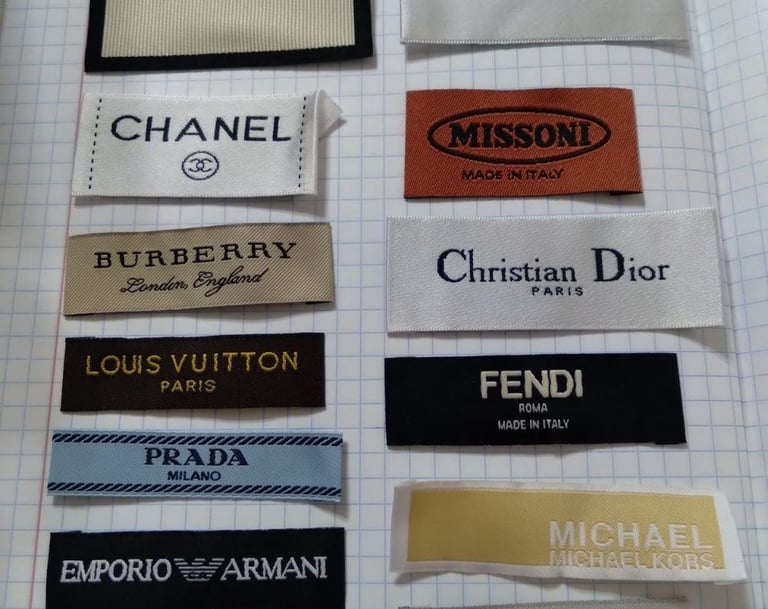 CHANEL
BURBERRY
London, England
LOUIS VUITTON
PARIS
PRADA
MILANO
EMPORIO ARMANI
MISSONI
MADE IN ITALY
Christian Dior
PARIS
FENDI
ROMA
MADE IN ITALY
MICHAEL
MICHAEL KORS